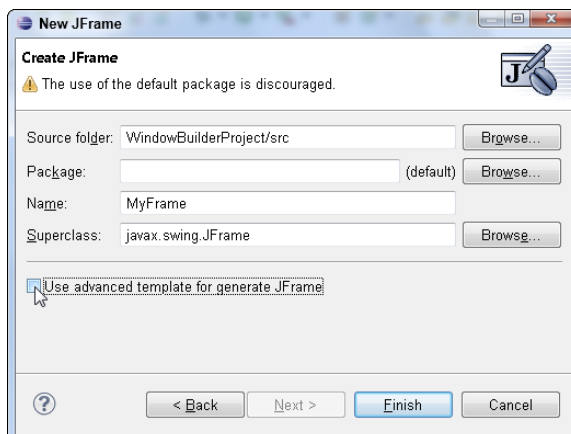 New JFrame
Create JFrame
The use of the default package is discouraged.
J
Source folder: WindowBuilderProject/src Browse...
Package: (default) Browse...
Name: MyFrame
Superclass: javax.swing.JFrame Browse...
Use advanced template for generate JFrame
? < Back Next > Finish Cancel